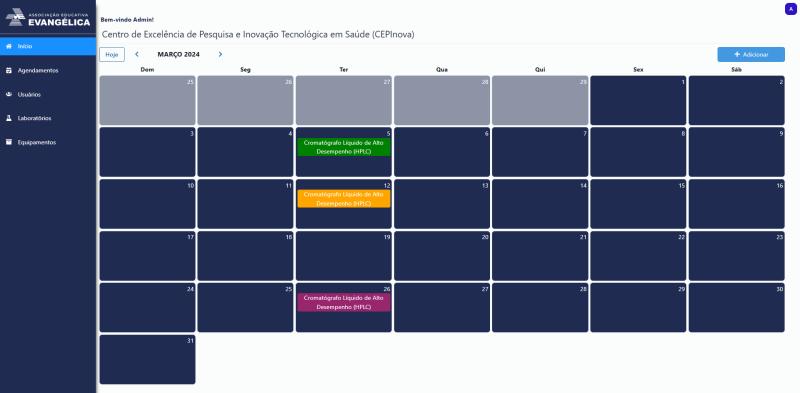 ASSOCIAÇÃO EDUCATIVA
EVANGÉLICA
Início
Agendamentos
Usuários
Laboratórios
Equipamentos
A
Bem-vindo Admin!
Centro de Excelência de Pesquisa e Inovação Tecnológica em Saúde (CEPInova)
Hoje MARÇO 2024 Adicionar
Dom Seg Ter Qua Qui Sex Sáb
25 26 27 28 29 1 2
3 4 5 6 7 8 9
Cromatógrafo Líquido de Alto
Desempenho (HPLC)
10 11 12 13 14 15 16
Cromatógrafo Líquido de Alto
Desempenho (HPLC)
17 18 19 20 21 22 23
24 25 26 27 28 29 30
Cromatógrafo Líquido de Alto
Desempenho (HPLC)
31